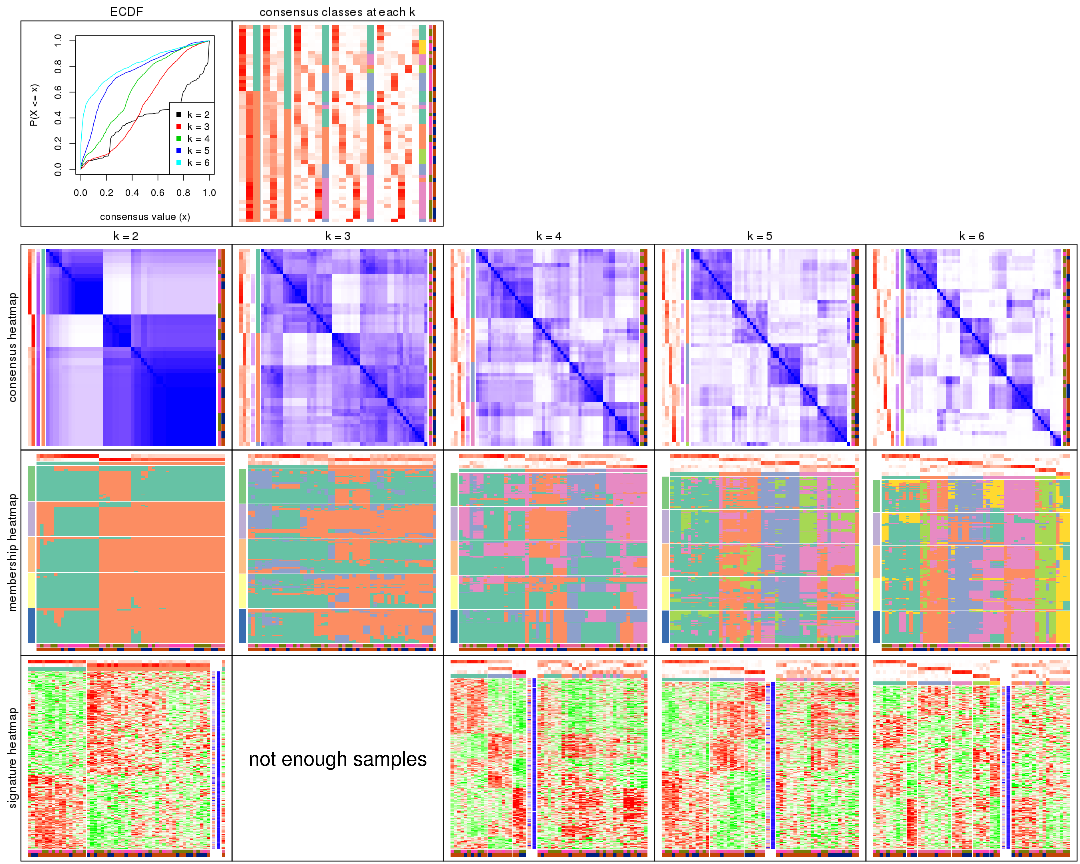 ECDF
consensus classes at each k
P(X <= x)
0.0 0.2 0.4 0.6 0.8 1.0
k = 2
k = 3
k = 4
k = 5
k = 6
0.0 0.2 0.4 0.6 0.8 1.0
consensus value (x)
k = 2
k = 3
k = 4
k = 5
k = 6
consensus heatmap
membership heatmap
signature heatmap
not enough samples